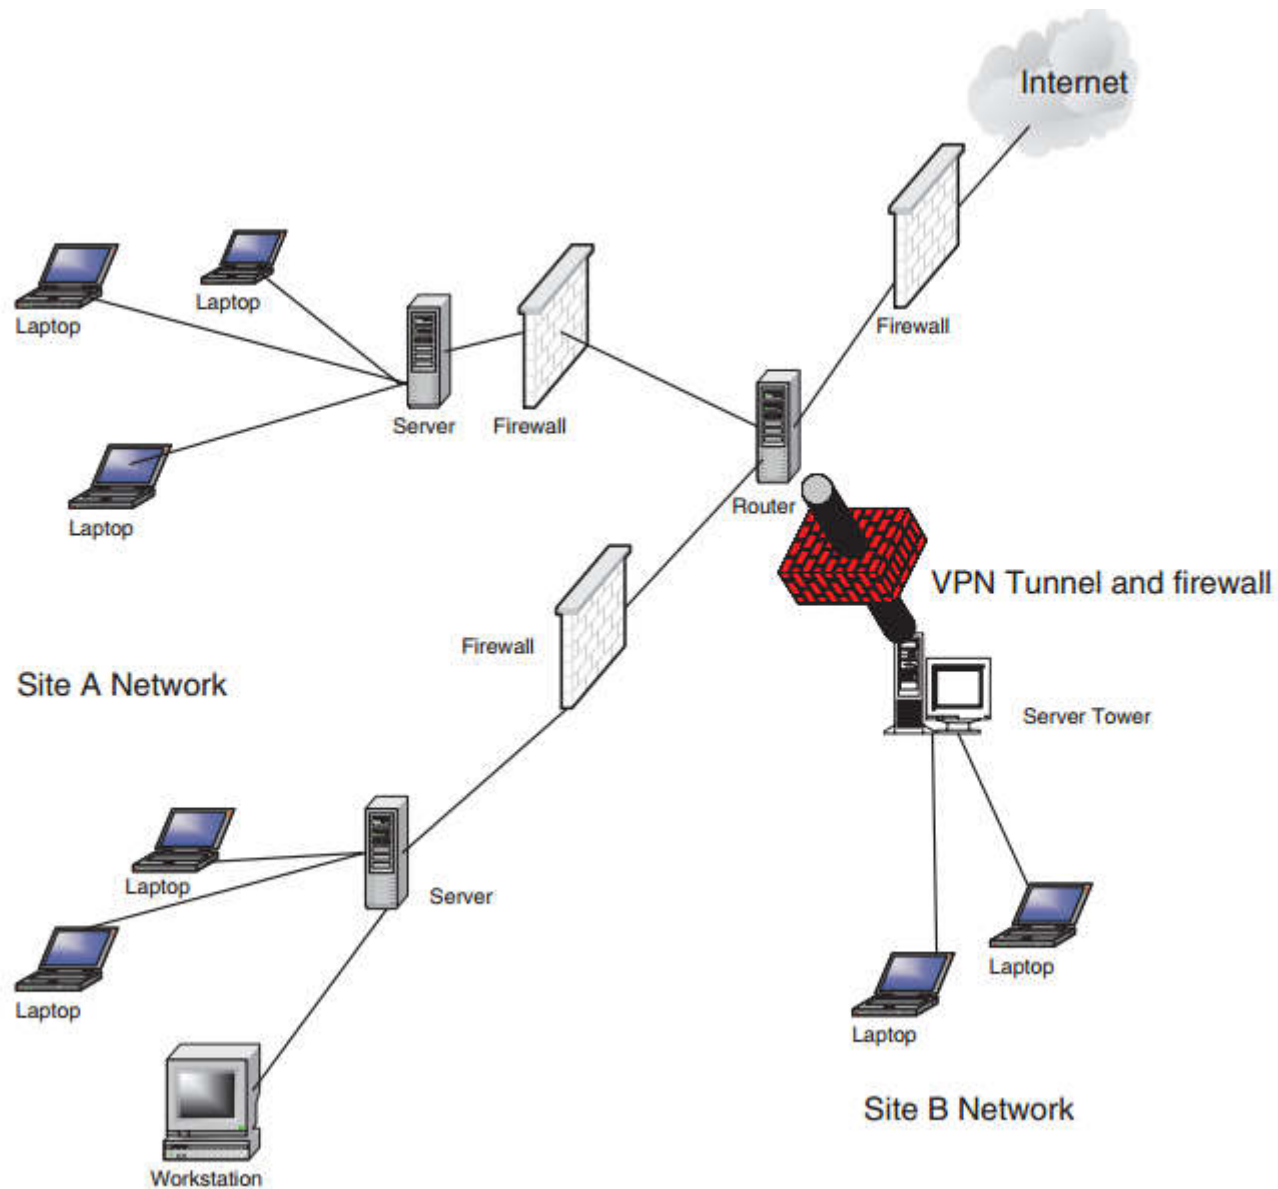 Internet
Laptop
Laptop
Firewall
Server
Firewall
Laptop
Router
VPN Tunnel and firewall
Firewall
Site A Network
Server Tower
Laptop
Server
Laptop
Laptop
Laptop
Site B Network
Workstation